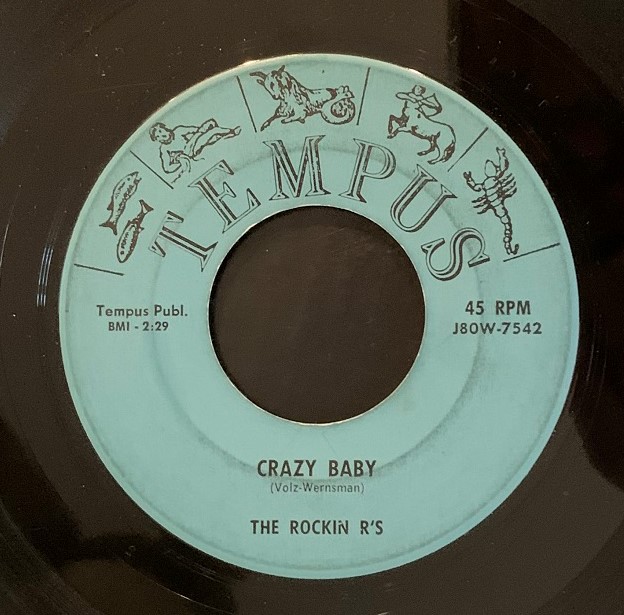 TEMPUS
Tempus Publ.
BMI - 2:29
45 RPM
J80W-7542
CRAZY BABY
(Volz-Wernsman)
THE ROCKIN R'S